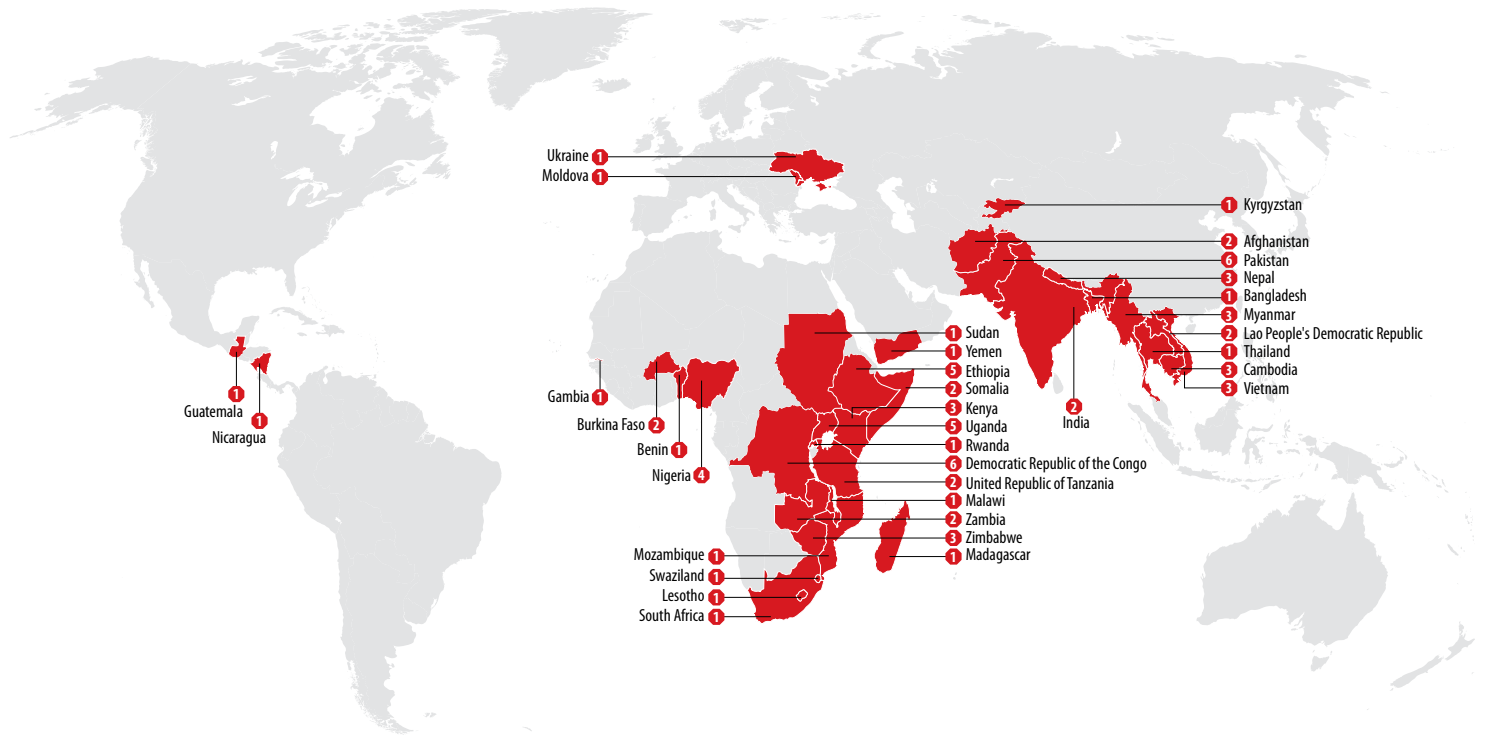 Ukraine 1
Moldova 1
1 Kyrgyzstan
2 Afghanistan
6 Pakistan
3 Nepal
1 Bangladesh
3 Myanmar
2 Lao People's Democratic Republic
1 Thailand
3 Cambodia
3 Vietnam
2
India
1 Sudan
1 Yemen
5 Ethiopia
2 Somalia
3 Kenya
5 Uganda
1 Rwanda
6 Democratic Republic of the Congo
2 United Republic of Tanzania
1 Malawi
2 Zambia
3 Zimbabwe
1 Madagascar
1
Guatemala
1
Nicaragua
Gambia 1
Burkina Faso 2
Benin 1
Nigeria 4
Mozambique 1
Swaziland 1
Lesotho 1
South Africa 1